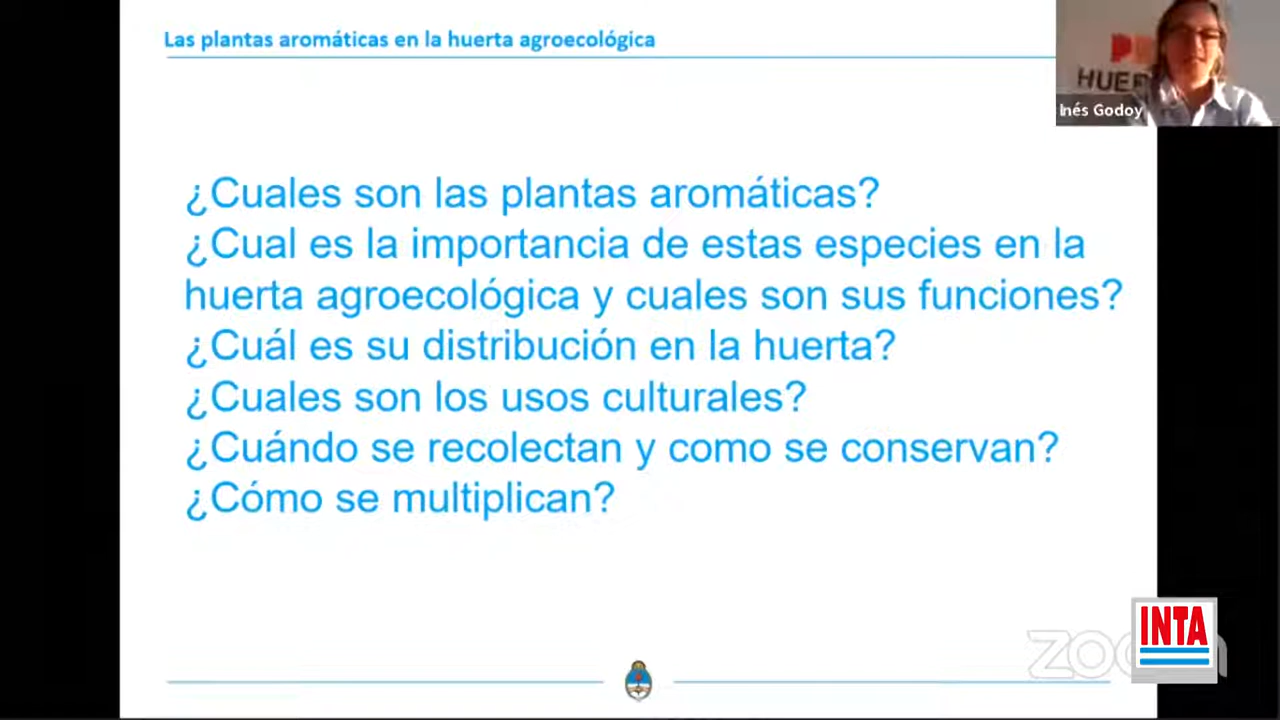 Las plantas aromáticas en la huerta agroecológica
Inés Godoy
¿Cuales son las plantas aromáticas?
¿Cual es la importancia de estas especies en la
huerta agroecológica y cuales son sus funciones?
¿Cuál es su distribución en la huerta?
¿Cuales son los usos culturales?
¿Cuándo se recolectan y como se conservan?
¿Cómo se multiplican?
INTA